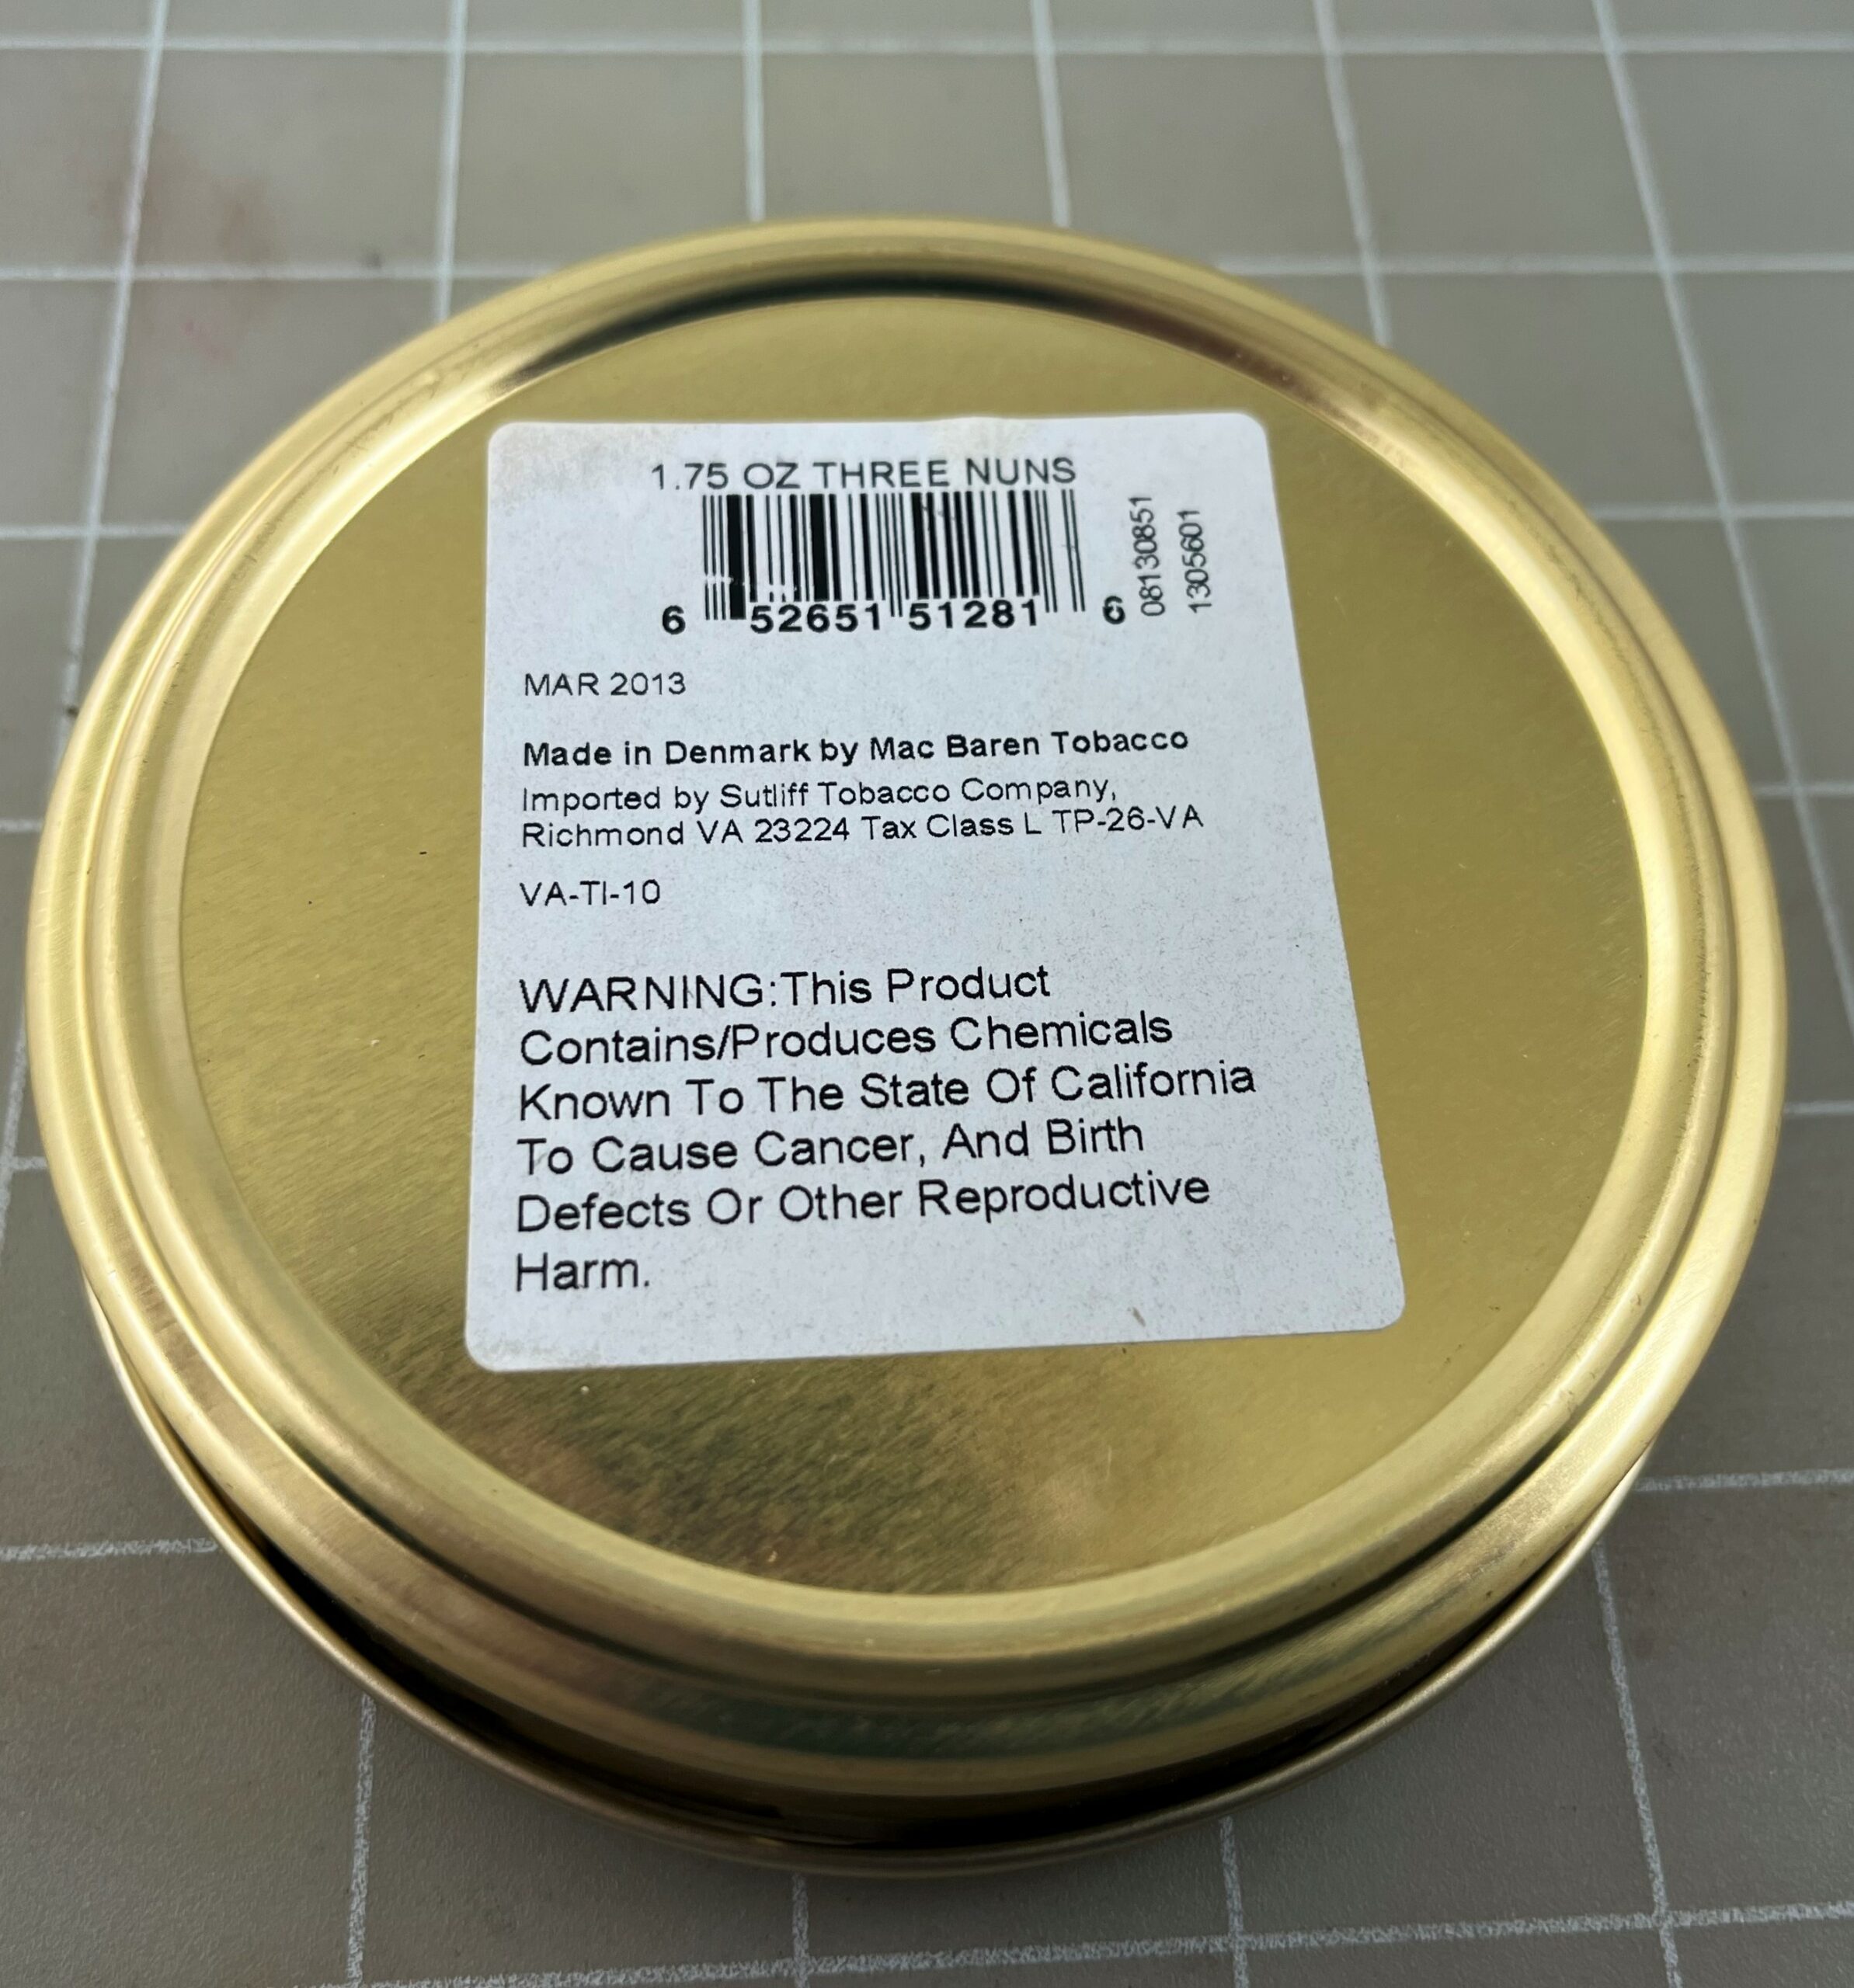 1.75 OZ THREE NUNS
6 52651 51281 6
08130851
1305601
MAR 2013
Made in Denmark by Mac Baren Tobacco
Imported by Sutliff Tobacco Company,
Richmond VA 23224 Tax Class L TP-26-VA
VA-TI-10
WARNING:This Product
Contains/Produces Chemicals
Known To The State Of California
To Cause Cancer, And Birth
Defects Or Other Reproductive
Harm.